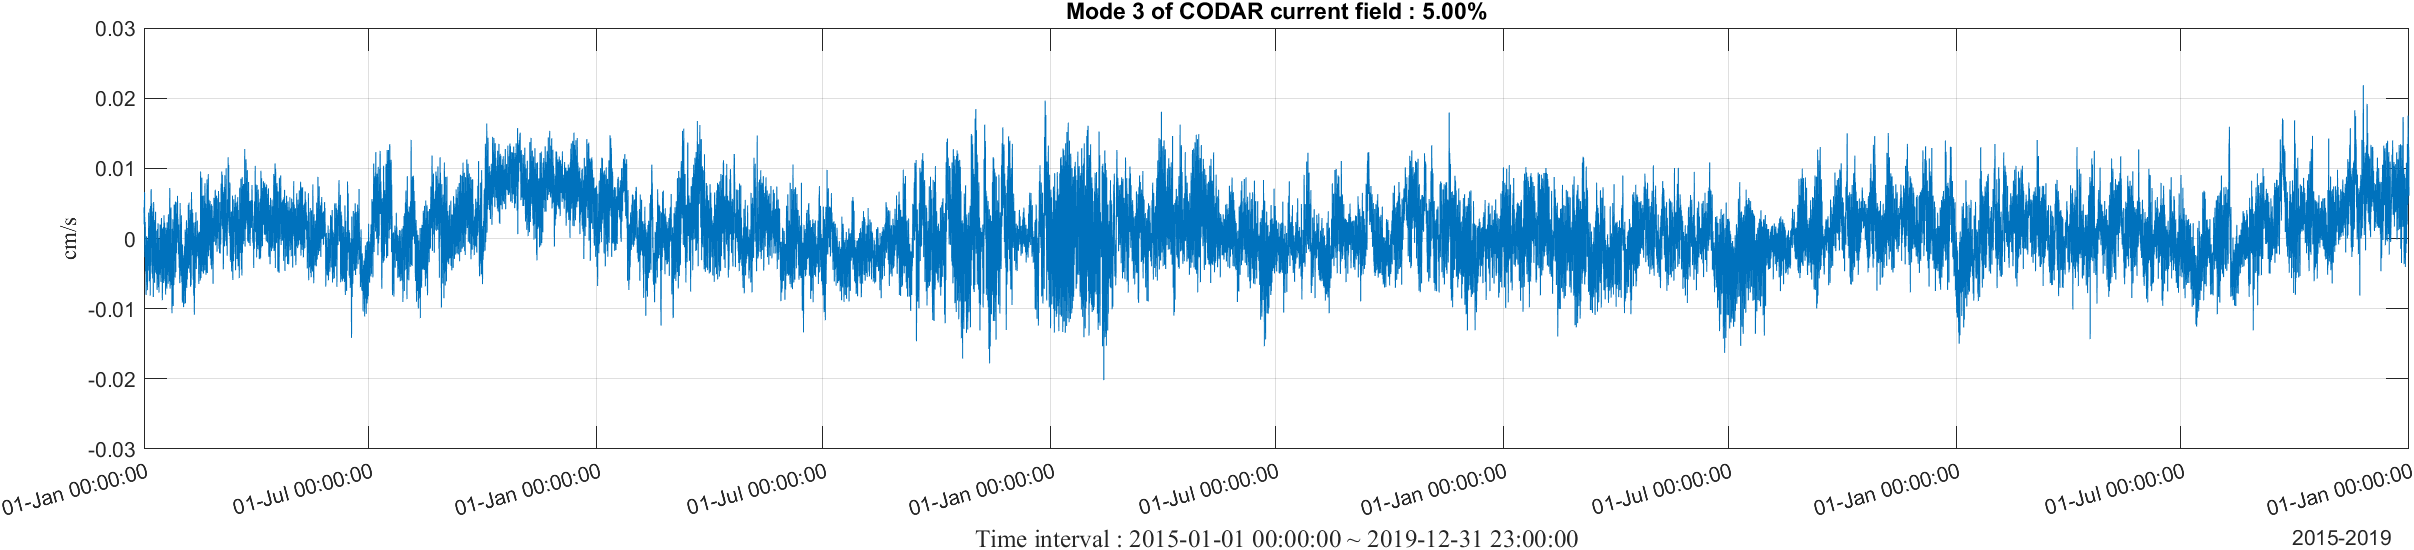 Mode 3 of CODAR current field : 5.00%
0.03
0.02
0.01
0
-0.01
-0.02
-0.03
cm/s
01-Jan 00:00:00
01-Jul 00:00:00
01-Jan 00:00:00
01-Jul 00:00:00
01-Jan 00:00:00
01-Jul 00:00:00
01-Jan 00:00:00
01-Jul 00:00:00
01-Jan 00:00:00
01-Jul 00:00:00
01-Jan 00:00:00
Time interval : 2015-01-01 00:00:00 ~ 2019-12-31 23:00:00
2015-2019